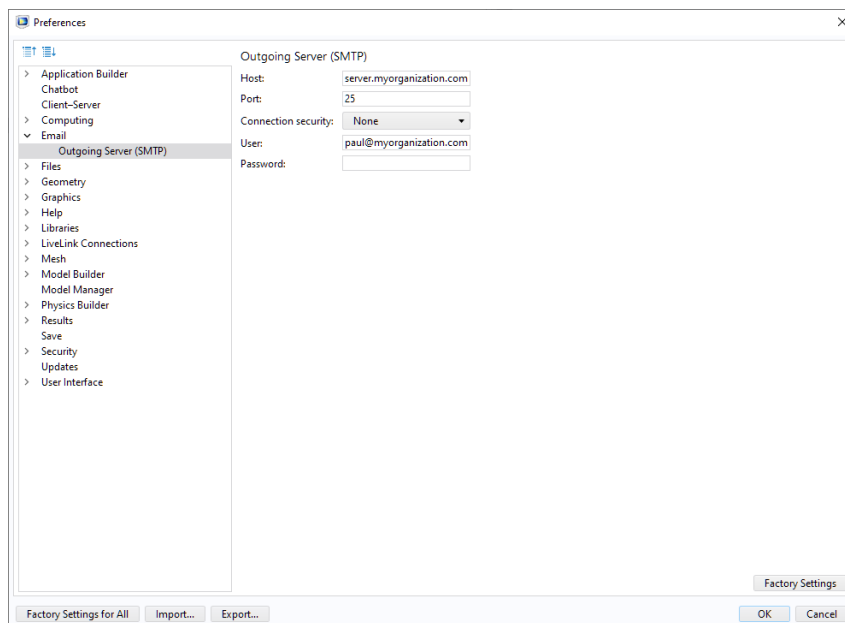 Preferences
Application Builder
Chatbot
Client–Server
Computing
Email
Outgoing Server (SMTP)
Files
Geometry
Graphics
Help
Libraries
LiveLink Connections
Mesh
Model Builder
Model Manager
Physics Builder
Results
Save
Security
Updates
User Interface
Outgoing Server (SMTP)
Host: server.myorganization.com
Port: 25
Connection security: None
User: paul@myorganization.com
Password:
Factory Settings
Factory Settings for All Import... Export... OK Cancel